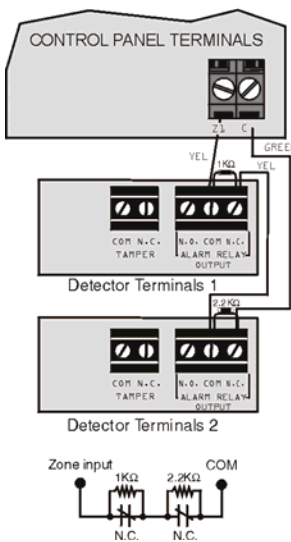 CONTROL PANEL TERMINALS
Z1 C
GREE
YEL 1KΩ YEL
COM N.C. N.O. COM N.C.
TAMPER ALARM RELAY
OUTPUT
Detector Terminals 1
2.2KΩ
COM N.C. N.O. COM N.C.
TAMPER ALARM RELAY
OUTPUT
Detector Terminals 2
Zone input COM
1KΩ 2.2KΩ
N.C. N.C.